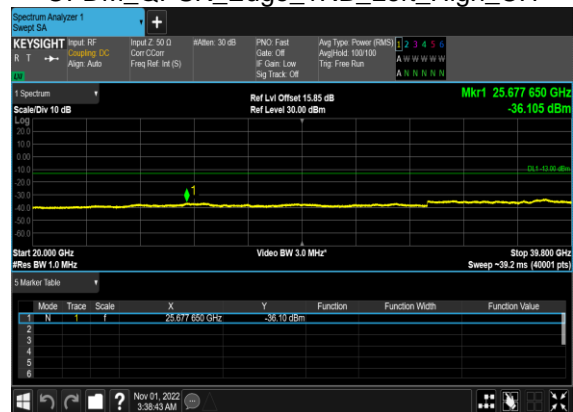 Spectrum Analyzer 1
Swept SA
KEYSIGHT Input: RF Input Z: 50 Ω #Atten: 30 dB PNO: Fast Avg Type: Power (RMS) 1 2 3 4 5 6
R T Coupling: DC Corr CCorr Gate: Off Avg|Hold: 100/100 A W W W W W
Align: Auto Freq Ref: Int (S) IF Gain: Low Trig: Free Run
LU Sig Track: Off A N N N N N
1 Spectrum Ref Lvl Offset 15.85 dB Mkr1 25.677 650 GHz
Scale/Div 10 dB Ref Level 30.00 dBm -36.105 dBm
Log
20.0
10.0
0.00
-10.0 DL1 -13.00 dBm
-20.0
-30.0 1
-40.0
-50.0
-60.0
Start 20.000 GHz Video BW 3.0 MHz* Stop 39.800 GHz
#Res BW 1.0 MHz Sweep ~39.2 ms (40001 pts)
5 Marker Table
Mode Trace Scale X Y Function Function Width Function Value
1 N 1 f 25.677 650 GHz -36.10 dBm
2
3
4
5
6
? Nov 01, 2022
3:38:43 AM